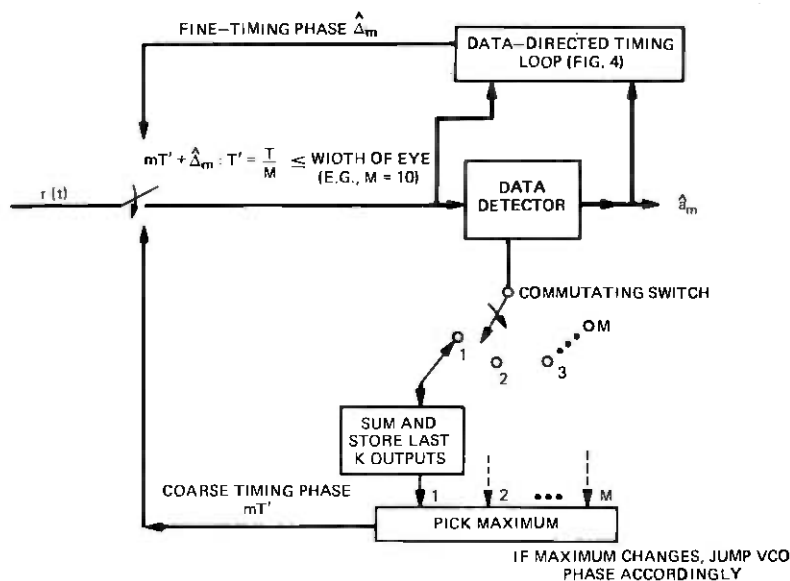 FINE-TIMING PHASE Δ̂m
DATA-DIRECTED TIMING
LOOP (FIG. 4)
mT′ + Δ̂m : T′ = T/M ≤ WIOTH OF EYE
(E.G., M = 10)
r (t)
DATA
DETECTOR
âm
COMMUTATING SWITCH
M
1
2
3
SUM AND
STORE LAST
K OUTPUTS
COARSE TIMING PHASE
mT′
1 2 ••• M
PICK MAXIMUM
IF MAXIMUM CHANGES, JUMP VCO
PHASE ACCORDINGLY